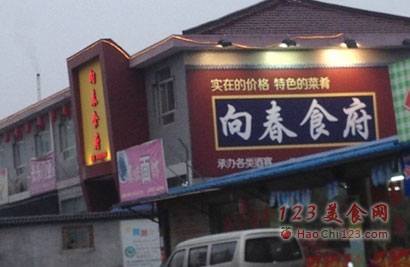 实在的价格 特色的菜肴
向春食府
承办各类酒宴
向春食府
面
123美食网
HaoChi123.com